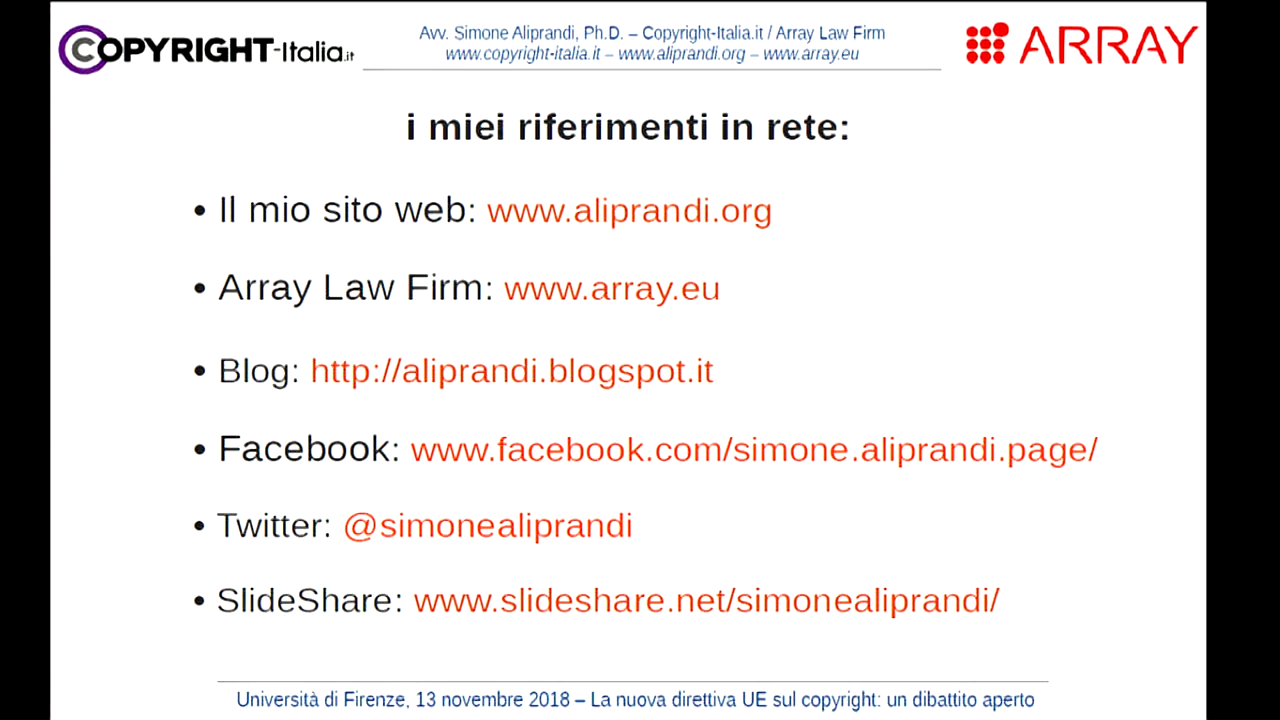 COPYRIGHT-Italia.it
Avv. Simone Aliprandi, Ph.D. – Copyright-Italia.it / Array Law Firm
www.copyright-italia.it – www.aliprandi.org – www.array.eu
ARRAY
i miei riferimenti in rete:
• Il mio sito web: www.aliprandi.org
• Array Law Firm: www.array.eu
• Blog: http://aliprandi.blogspot.it
• Facebook: www.facebook.com/simone.aliprandi.page/
• Twitter: @simonealiprandi
• SlideShare: www.slideshare.net/simonealiprandi/
Università di Firenze, 13 novembre 2018 – La nuova direttiva UE sul copyright: un dibattito aperto